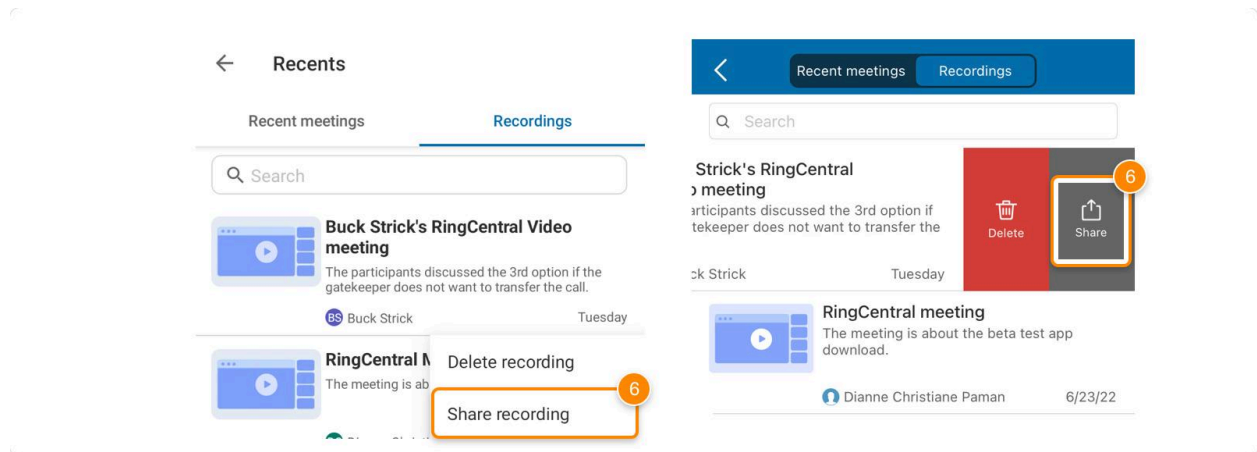 Recents
Recent meetings
Recordings
Search
Buck Strick's RingCentral Video
meeting
The participants discussed the 3rd option if the
gatekeeper does not want to transfer the call.
BS Buck Strick
Tuesday
RingCentral
The meeting is
Delete recording
Share recording
6
Recent meetings
Recordings
Search
Strick's RingCentral
meeting
discussed the 3rd option if
does not want to transfer the
Strick
Tuesday
Delete
Share
6
RingCentral meeting
The meeting is about the beta test app
download.
Dianne Christiane Paman
6/23/22